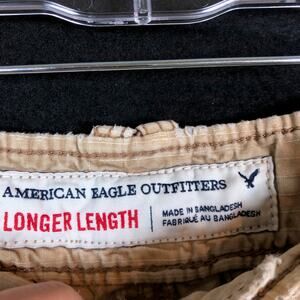 AMERICAN EAGLE OUTFITTERS
LONGER LENGTH
MADE IN BANGLADESH
FABRIQUÉ AU BANGLADESH